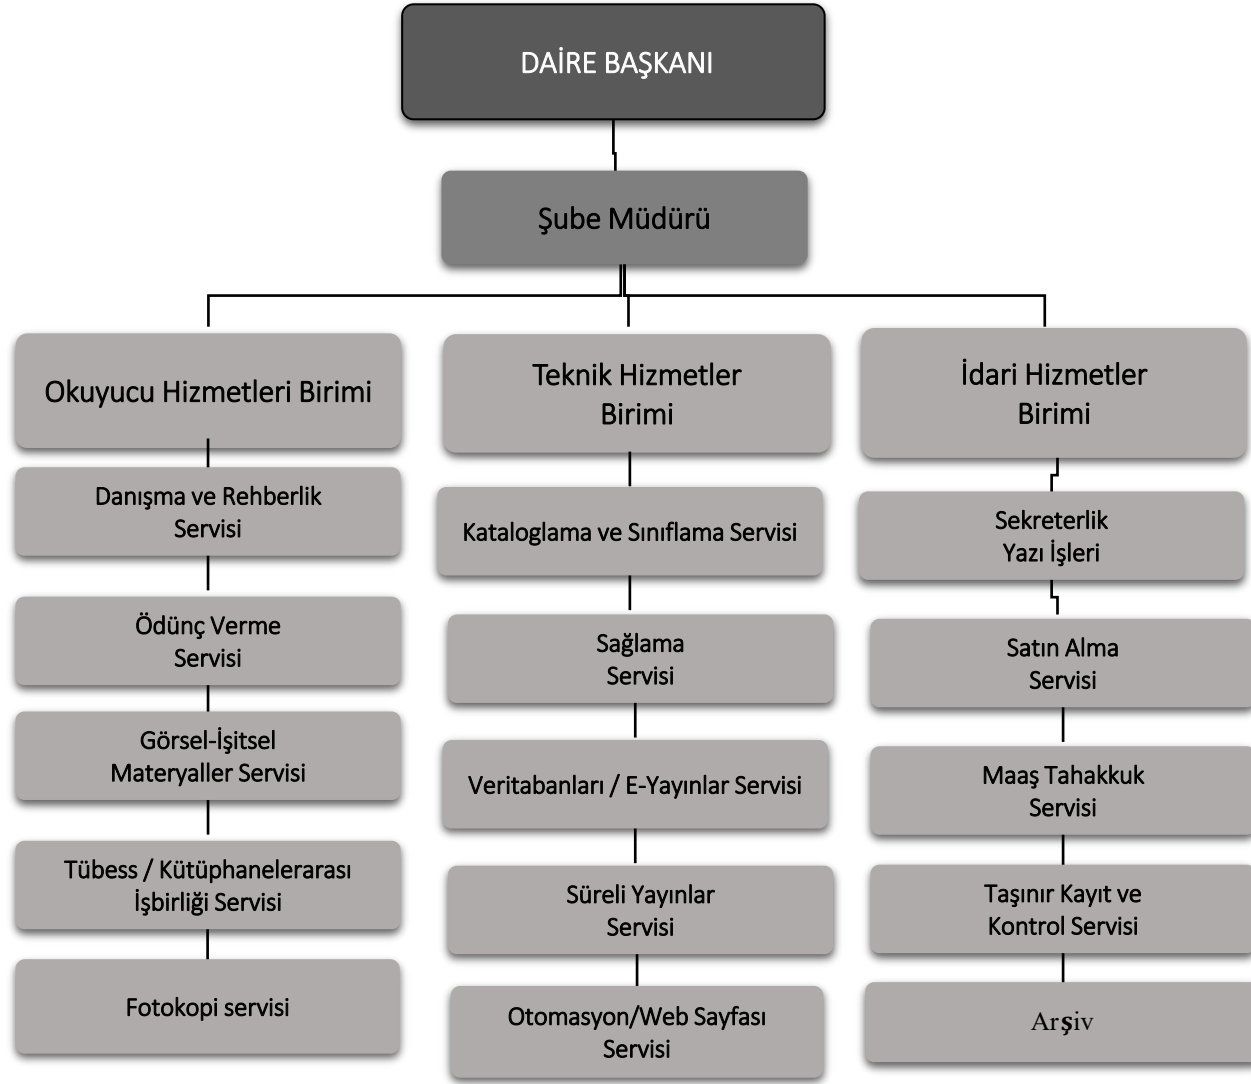 DAİRE BAŞKANI
Şube Müdürü
Okuyucu Hizmetleri Birimi
Danışma ve Rehberlik
Servisi
Ödünç Verme
Servisi
Görsel-İşitsel
Materyaller Servisi
Tübess / Kütüphanelerarası
İşbirliği Servisi
Fotokopi servisi
Teknik Hizmetler
Birimi
Kataloglama ve Sınıflama Servisi
Sağlama
Servisi
Veritabanları / E-Yayınlar Servisi
Süreli Yayınlar
Servisi
Otomasyon/Web Sayfası
Servisi
İdari Hizmetler
Birimi
Sekreterlik
Yazı İşleri
Satın Alma
Servisi
Maaş Tahakkuk
Servisi
Taşınır Kayıt ve
Kontrol Servisi
Arşiv